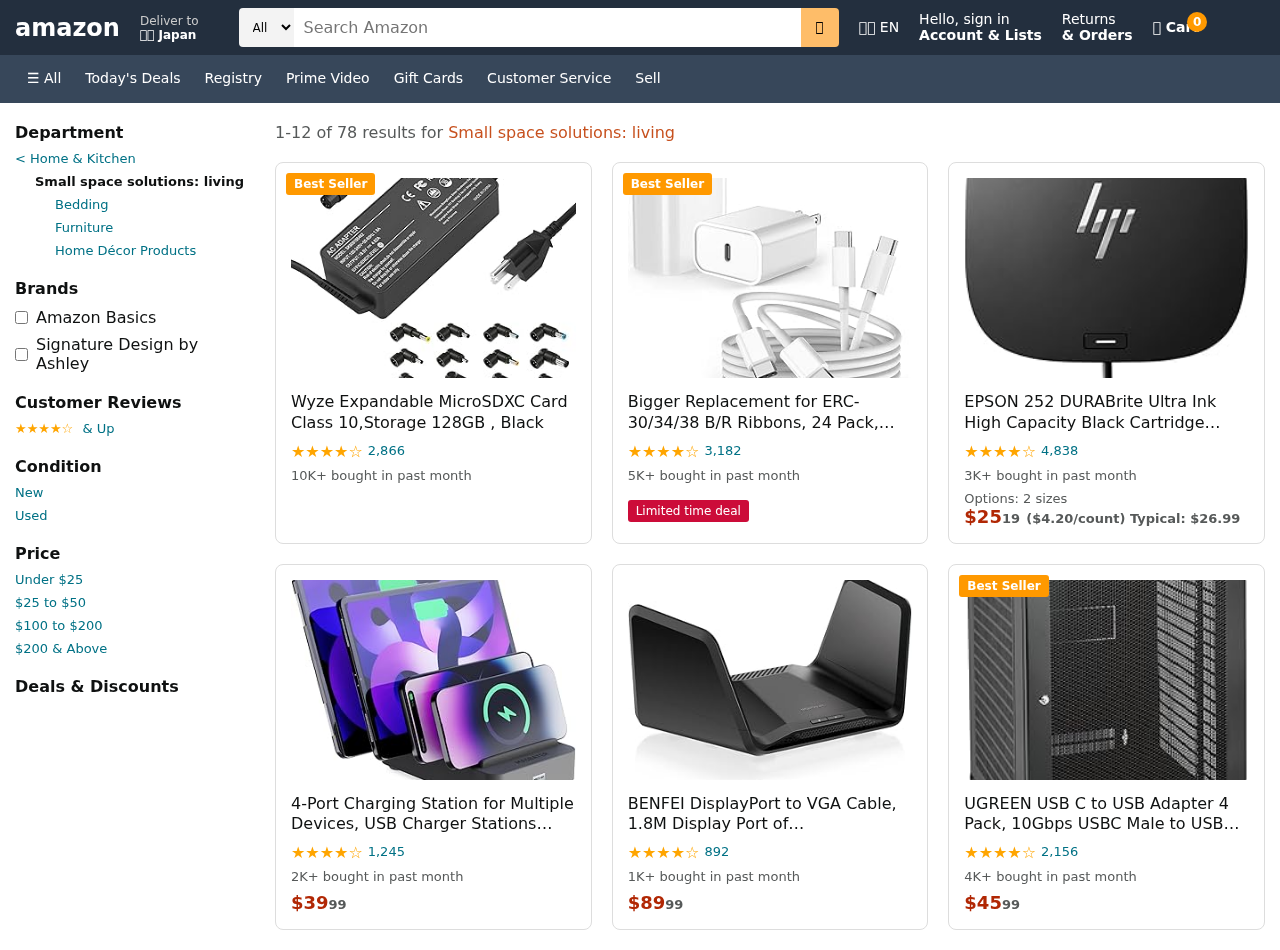 amazon
Deliver to
Japan
All
Search Amazon
EN
Hello, sign in
Account & Lists
Returns
& Orders
0
☰ All
Today's Deals
Registry
Prime Video
Gift Cards
Customer Service
Sell
Department
< Home & Kitchen
Small space solutions: living
Bedding
Furniture
Home Décor Products
Brands
Amazon Basics
Signature Design by
Ashley
Customer Reviews
★★★★☆ & Up
Condition
New
Used
Price
Under $25
$25 to $50
$100 to $200
$200 & Above
Deals & Discounts
1-12 of 78 results for Small space solutions: living
Best Seller
AC ADAPTER
Wyze Expandable MicroSDXC Card
Class 10,Storage 128GB , Black
★★★★☆ 2,866
10K+ bought in past month
Best Seller
Bigger Replacement for ERC-
30/34/38 B/R Ribbons, 24 Pack,...
★★★★☆ 3,182
5K+ bought in past month
Limited time deal
hp
EPSON 252 DURABrite Ultra Ink
High Capacity Black Cartridge...
★★★★☆ 4,838
3K+ bought in past month
Options: 2 sizes
$25 19 ($4.20/count) Typical: $26.99
4-Port Charging Station for Multiple
Devices, USB Charger Stations...
★★★★☆ 1,245
2K+ bought in past month
$39 99
BENFEI DisplayPort to VGA Cable,
1.8M Display Port of...
★★★★☆ 892
1K+ bought in past month
$89 99
Best Seller
UGREEN USB C to USB Adapter 4
Pack, 10Gbps USBC Male to USB...
★★★★☆ 2,156
4K+ bought in past month
$45 99